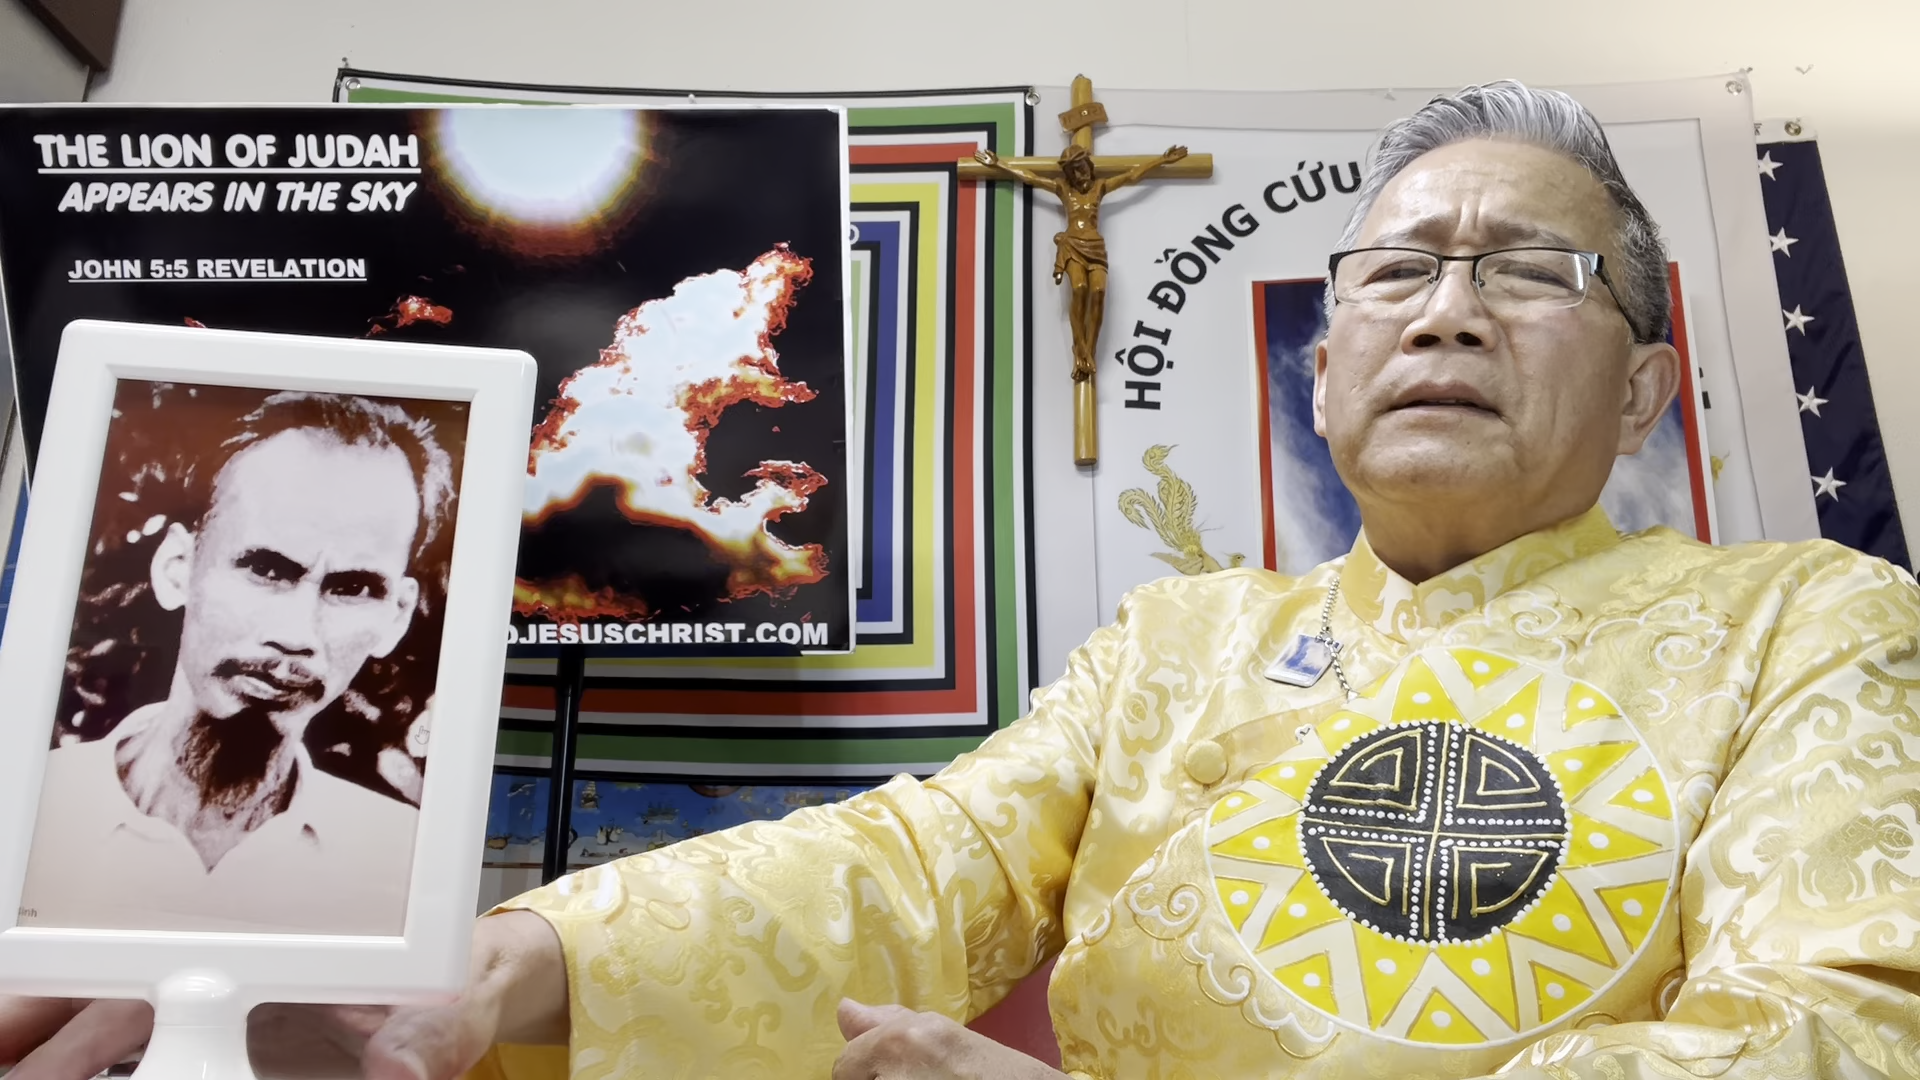 THE LION OF JUDAH
APPEARS IN THE SKY
JOHN 5:5 REVELATION
JESUSCHRIST.COM
HỘI ĐỒNG CỨU